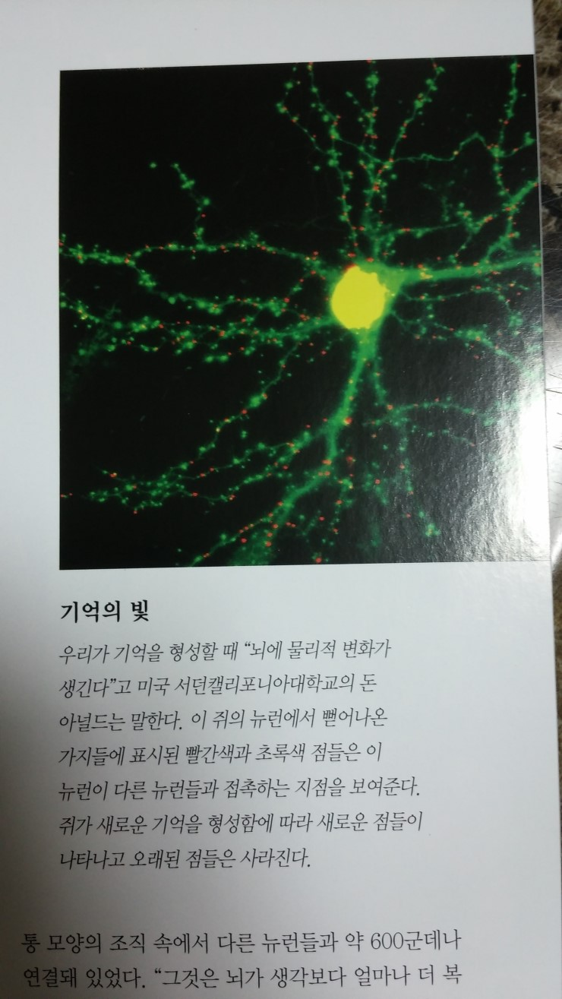 기억의 빛
우리가 기억을 형성할 때 “뇌에 물리적 변화가
생긴다”고 미국 서던캘리포니아대학교의 돈
아널드는 말한다. 이 쥐의 뉴런에서 뻗어나온
가지들에 표시된 빨간색과 초록색 점들은 이
뉴런이 다른 뉴런들과 접촉하는 지점을 보여준다.
쥐가 새로운 기억을 형성함에 따라 새로운 점들이
나타나고 오래된 점들은 사라진다.
통 모양의 조직 속에서 다른 뉴런들과 약 600군데나
연결돼 있었다. “그것은 뇌가 생각보다 얼마나 더 복